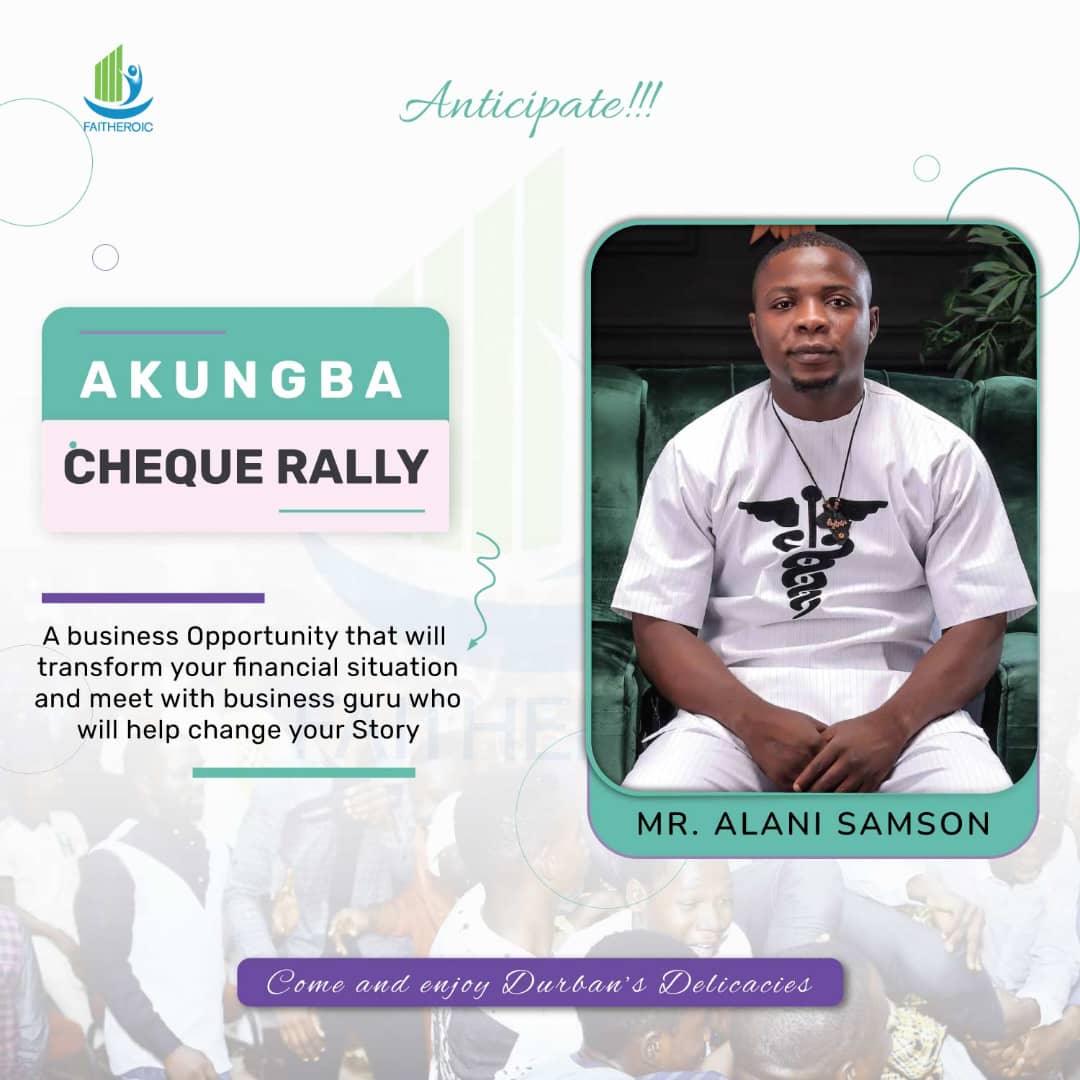 FAITHEROIC
Anticipate!!!
AKUNGBA
CHEQUE RALLY
A business Opportunity that will
transform your financial situation
and meet with business guru who
will help change your Story
MR. ALANI SAMSON
Come and enjoy Durban's Delicacies